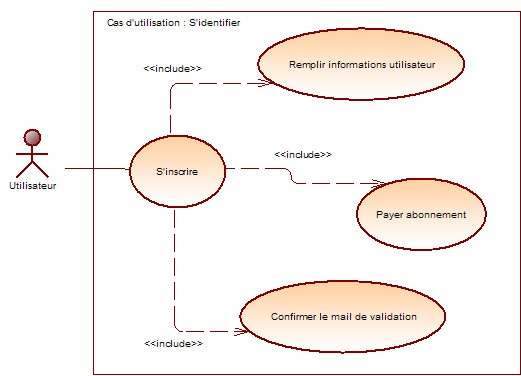 Cas d'utilisation : S'identifier
Remplir informations utilisateur
<<include>>
<<include>>
S'inscrire
Utilisateur
Payer abonnement
Confirmer le mail de validation
<<include>>